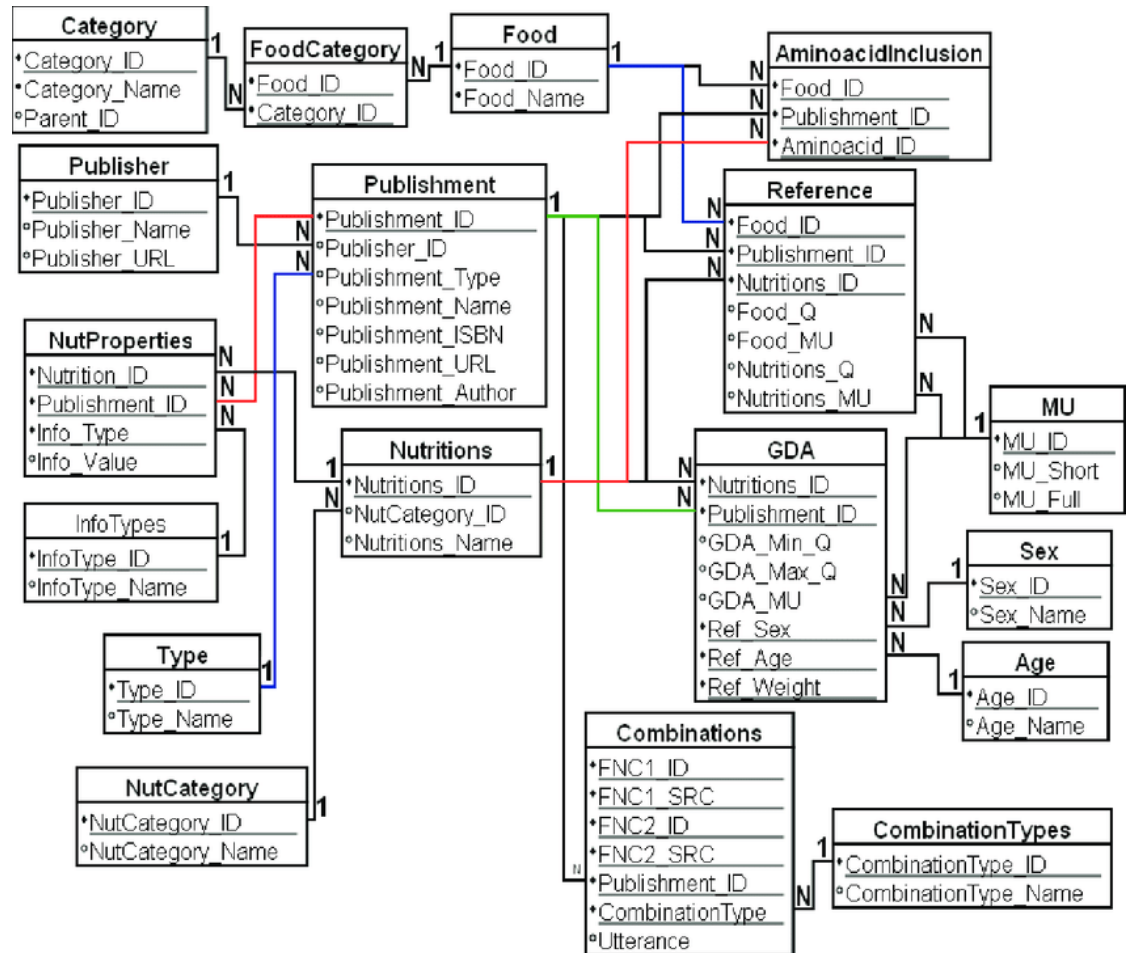 Category
Category_ID
Category_Name
Parent_ID
1
N
FoodCategory
Food_ID
Category_ID
N
1
Food
Food_ID
Food_Name
1
AminoacidInclusion
Food_ID
Publishment_ID
Aminoacid_ID
N
N
N
Publisher
Publisher_ID
Publisher_Name
Publisher_URL
1
Publishment
Publishment_ID
Publisher_ID
Publishment_Type
Publishment_Name
Publishment_ISBN
Publishment_URL
Publishment_Author
N
N
1
Reference
Food_ID
Publishment_ID
Nutritions_ID
Food_Q
Food_MU
Nutritions_Q
Nutritions_MU
N
N
N
N
N
NutProperties
Nutrition_ID
Publishment_ID
Info_Type
Info_Value
N
N
N
MU
MU_ID
MU_Short
MU_Full
1
Nutritions
Nutritions_ID
NutCategory_ID
Nutritions_Name
1
N
1
GDA
Nutritions_ID
Publishment_ID
GDA_Min_Q
GDA_Max_Q
GDA_MU
Ref_Sex
Ref_Age
Ref_Weight
N
N
N
N
N
InfoTypes
InfoType_ID
InfoType_Name
1
Sex
Sex_ID
Sex_Name
1
Type
Type_ID
Type_Name
1
Age
Age_ID
Age_Name
1
Combinations
FNC1_ID
FNC1_SRC
FNC2_ID
FNC2_SRC
Publishment_ID
CombinationType
Utterance
N
N
NutCategory
NutCategory_ID
NutCategory_Name
1
CombinationTypes
CombinationType_ID
CombinationType_Name
1